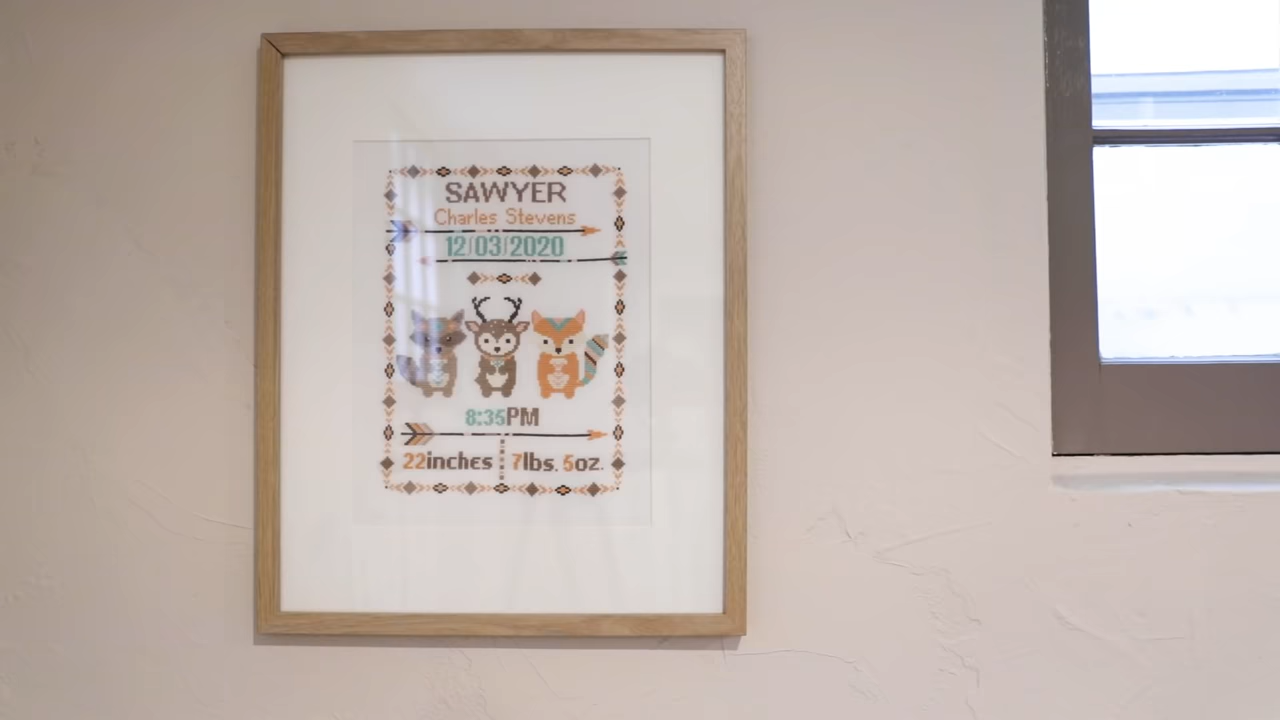 SAWYER
Charles Stevens
12/03/2020
8:35PM
22inches
7lbs. 5oz.